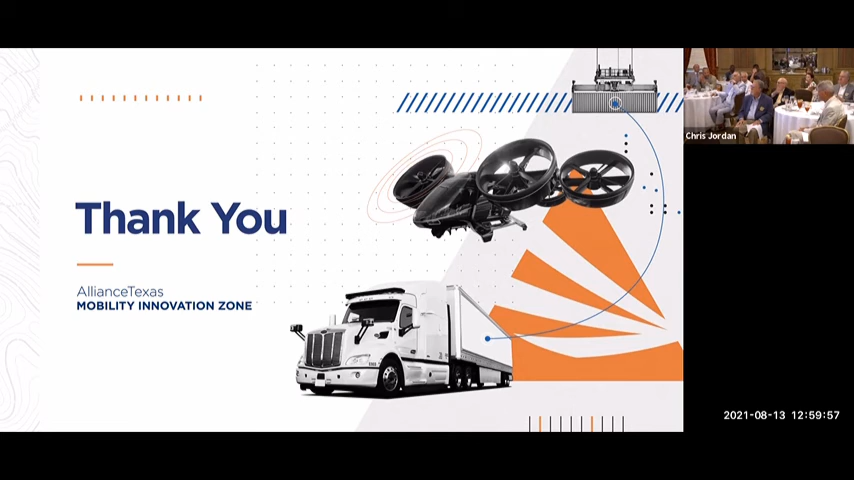 Thank You
AllianceTexas
MOBILITY INNOVATION ZONE
Chris Jordan
2021-08-13 12:59:57